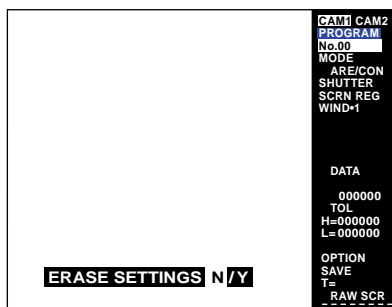 CAM1 CAM2
PROGRAM
No.00
MODE
ARE/CON
SHUTTER
SCRN REG
WIND•1
DATA
000000
TOL
H=000000
L=000000
OPTION
SAVE
T=
RAW SCR
ERASE SETTINGS N/Y